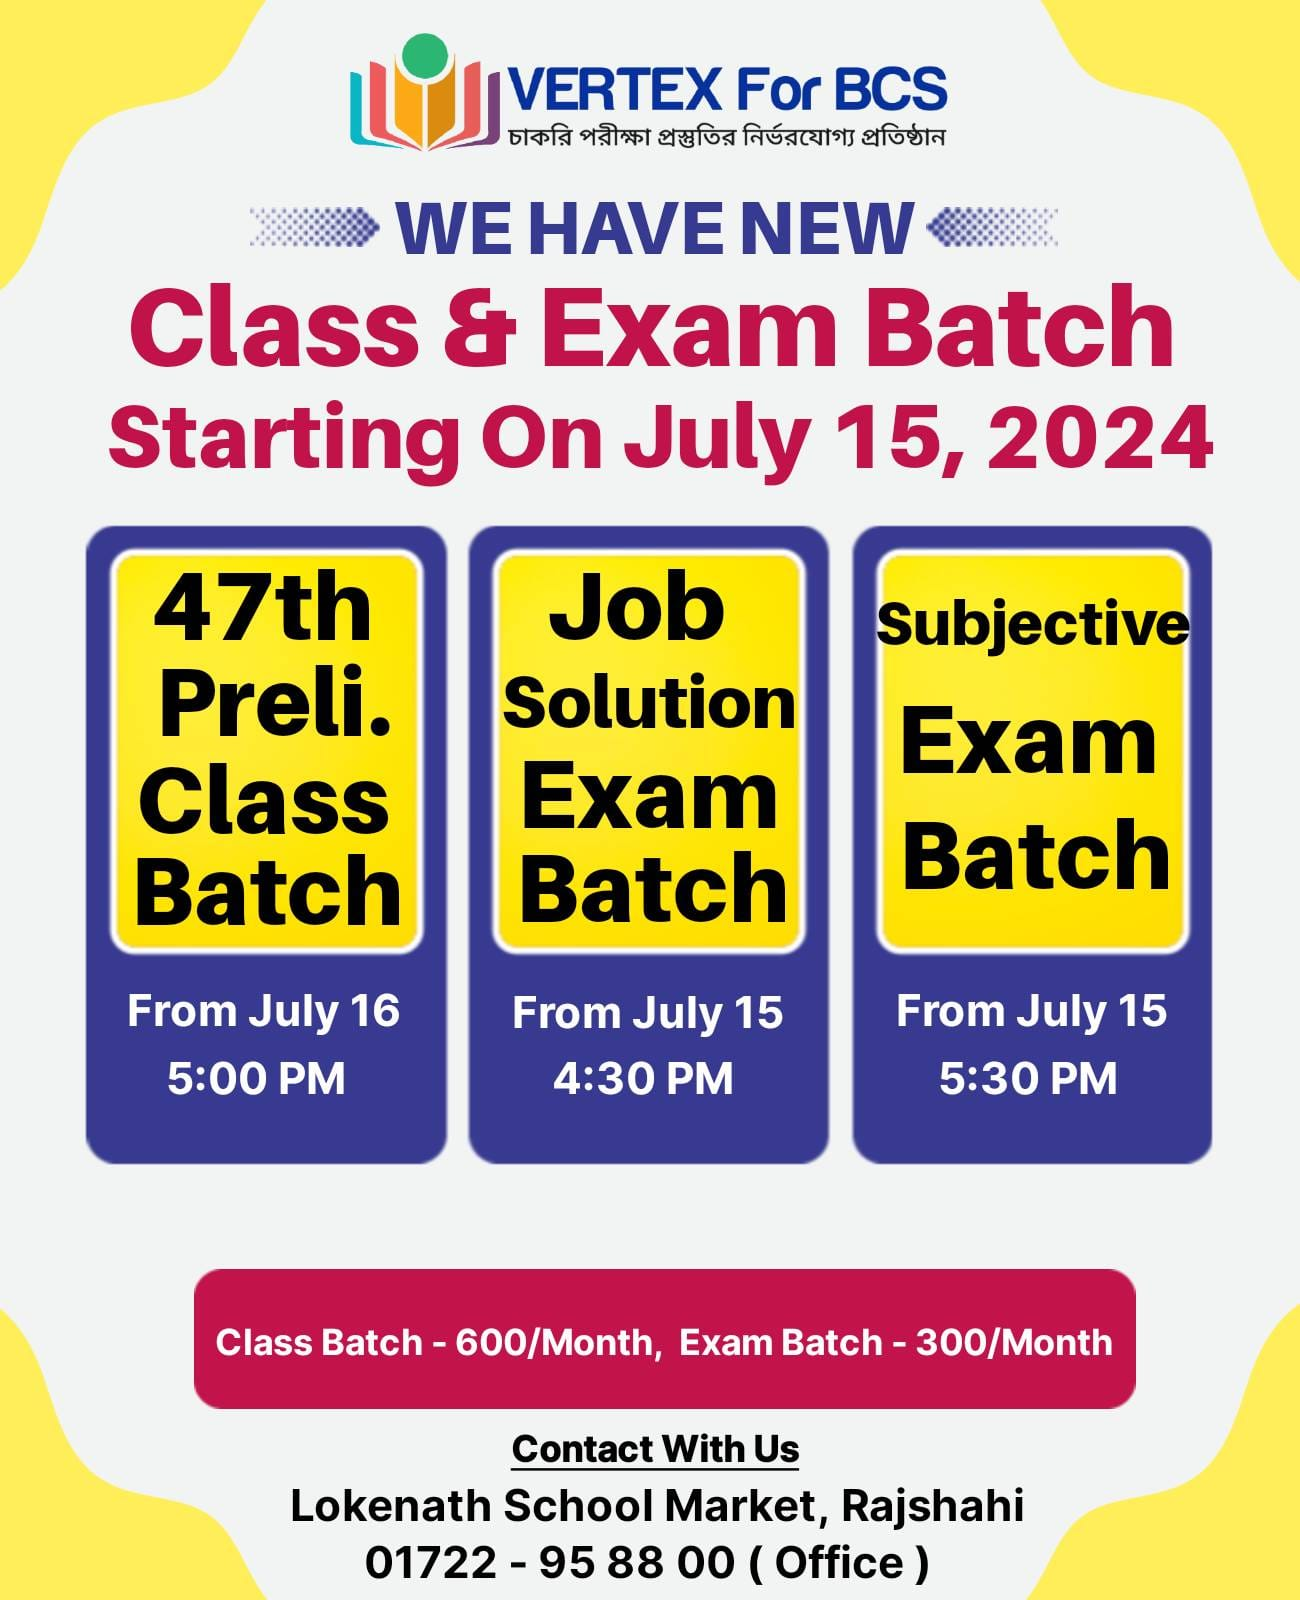 VERTEX For BCS
চাকরি পরীক্ষা প্রস্তুতির নির্ভরযোগ্য প্রতিষ্ঠান
WE HAVE NEW
Class & Exam Batch
Starting On July 15, 2024
47th
Preli.
Class
Batch
From July 16
5:00 PM
Job
Solution
Exam
Batch
From July 15
4:30 PM
Subjective
Exam
Batch
From July 15
5:30 PM
Class Batch - 600/Month, Exam Batch - 300/Month
Contact With Us
Lokenath School Market, Rajshahi
01722 - 95 88 00 ( Office )